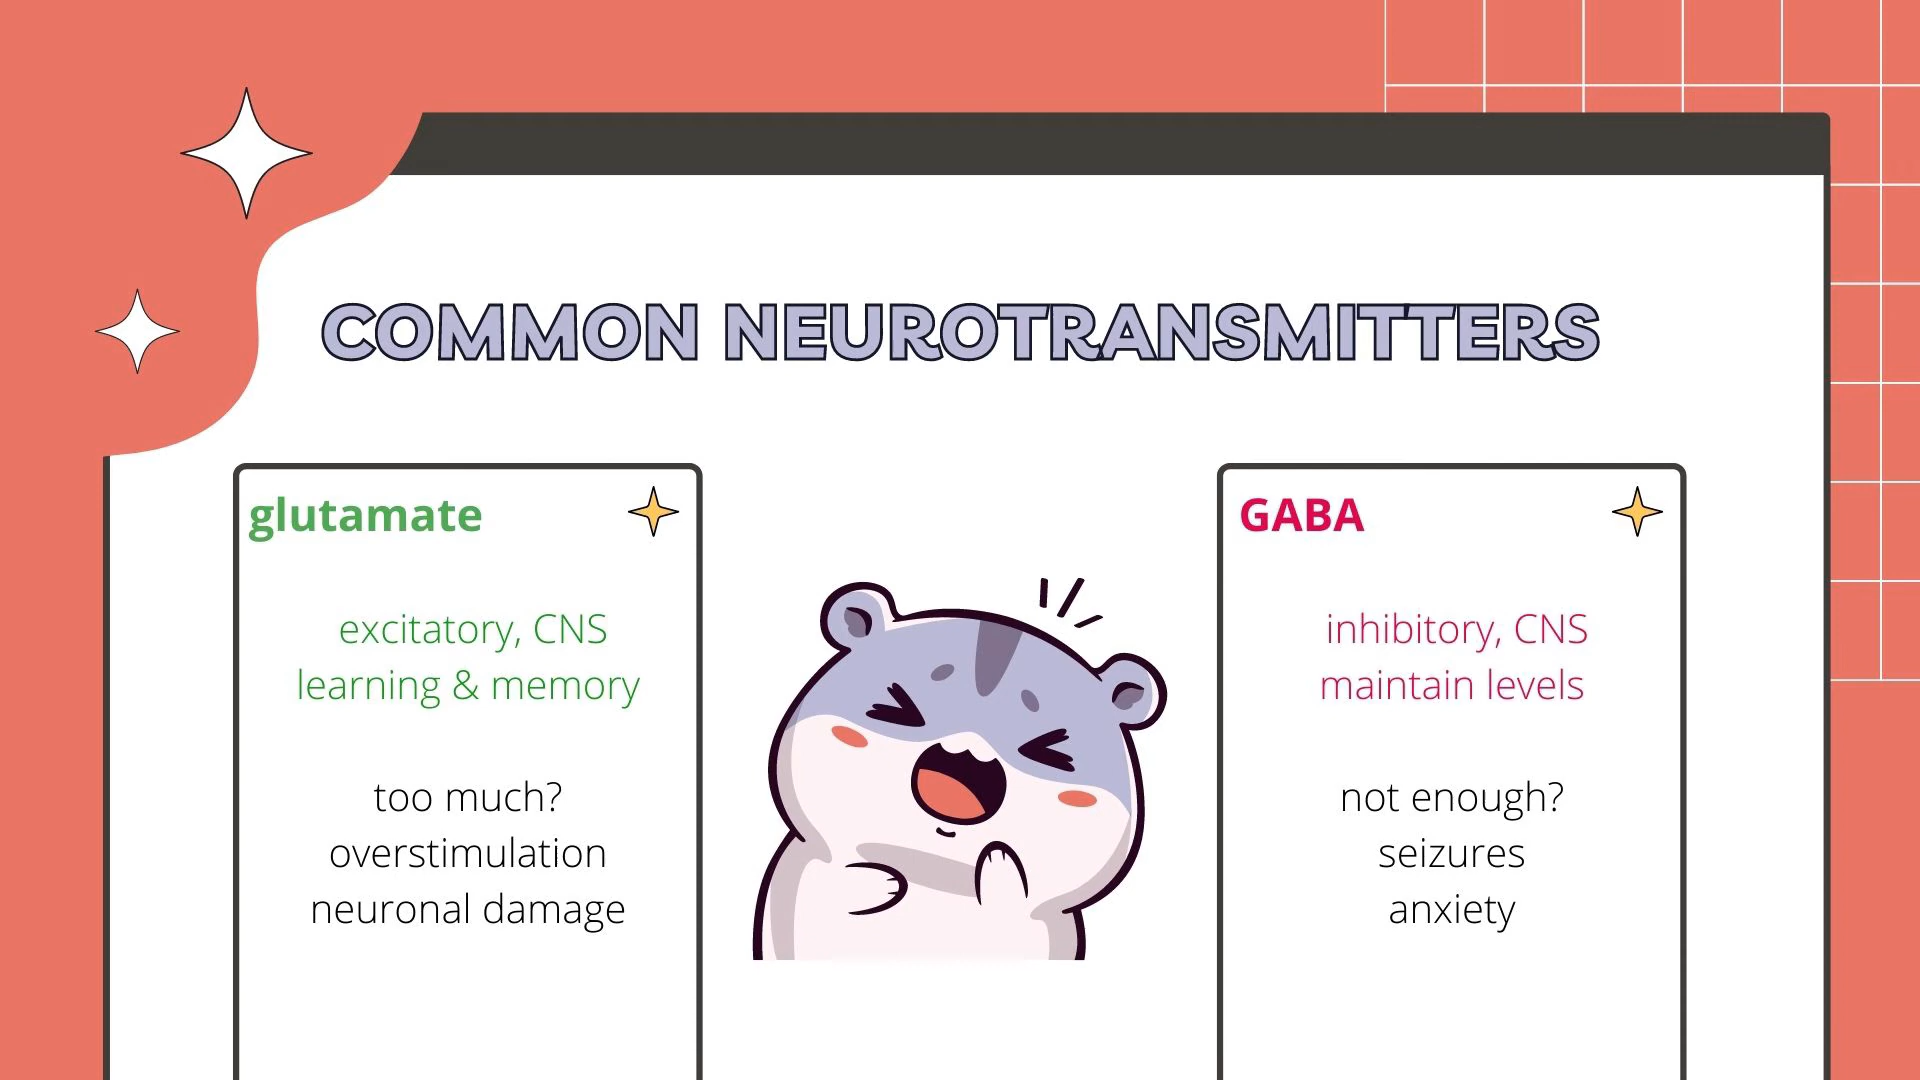 COMMON NEUROTRANSMITTERS
glutamate
excitatory, CNS
learning & memory
too much?
overstimulation
neuronal damage
GABA
inhibitory, CNS
maintain levels
not enough?
seizures
anxiety